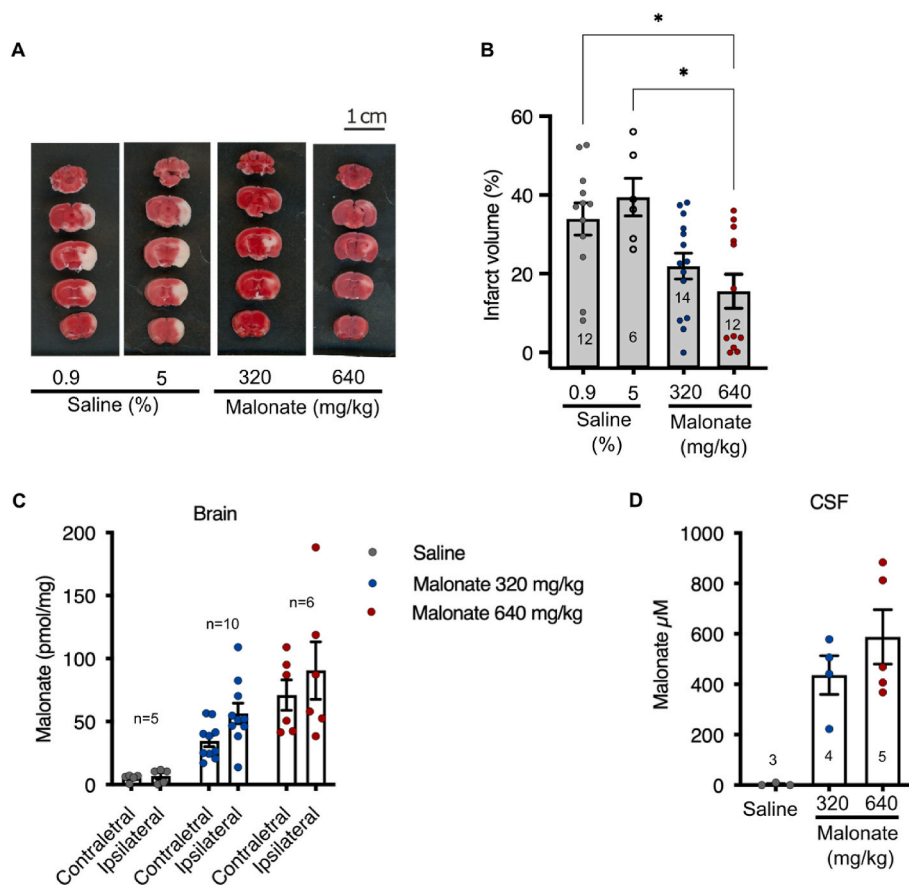 A
1 cm
0.9 5 320 640
Saline (%) Malonate (mg/kg)
B
*
*
Infarct volume (%)
60
40
20
0
12 6 14 12
0.9 5 320 640
Saline Malonate
(%) (mg/kg)
C
Brain
Malonate (pmol/mg)
200
150
100
50
0
n=5
n=10
n=6
Contraletral
Ipsilateral
Contraletral
Ipsilateral
Contraletral
Ipsilateral
Saline
Malonate 320 mg/kg
Malonate 640 mg/kg
D
CSF
Malonate µM
1000
800
600
400
200
0
3 4 5
Saline 320 640
Malonate
(mg/kg)